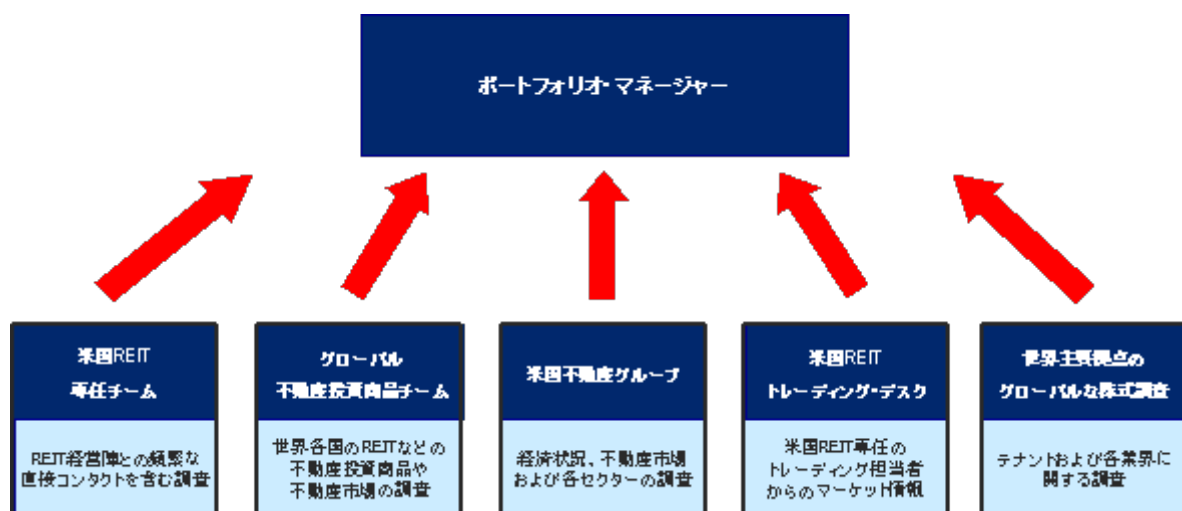 ポートフォリオ・マネージャー
米国REIT
専任チーム
REIT経営陣との頻繁な
直接コンタクトを含む調査
グローバル
不動産投資商品チーム
世界各国のREITなどの
不動産投資商品や
不動産市場の調査
米国不動産グループ
経済状況、不動産市場
および各セクターの調査
米国REIT
トレーディング・デスク
米国REIT専任の
トレーディング担当者
からのマーケット情報
世界主要拠点の
グローバルな株式調査
テナントおよび各業界に
関する調査